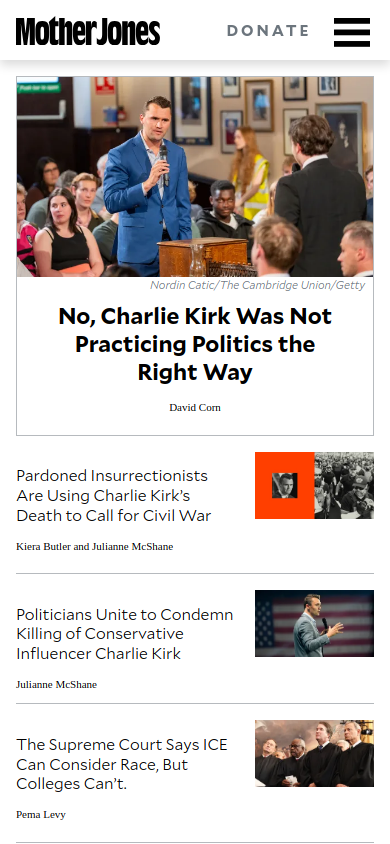 Mother Jones
DONATE
Nordin Catic/The Cambridge Union/Getty
No, Charlie Kirk Was Not
Practicing Politics the
Right Way
David Corn
Pardoned Insurrectionists
Are Using Charlie Kirk’s
Death to Call for Civil War
Kiera Butler and Julianne McShane
Politicians Unite to Condemn
Killing of Conservative
Influencer Charlie Kirk
Julianne McShane
The Supreme Court Says ICE
Can Consider Race, But
Colleges Can’t.
Pema Levy